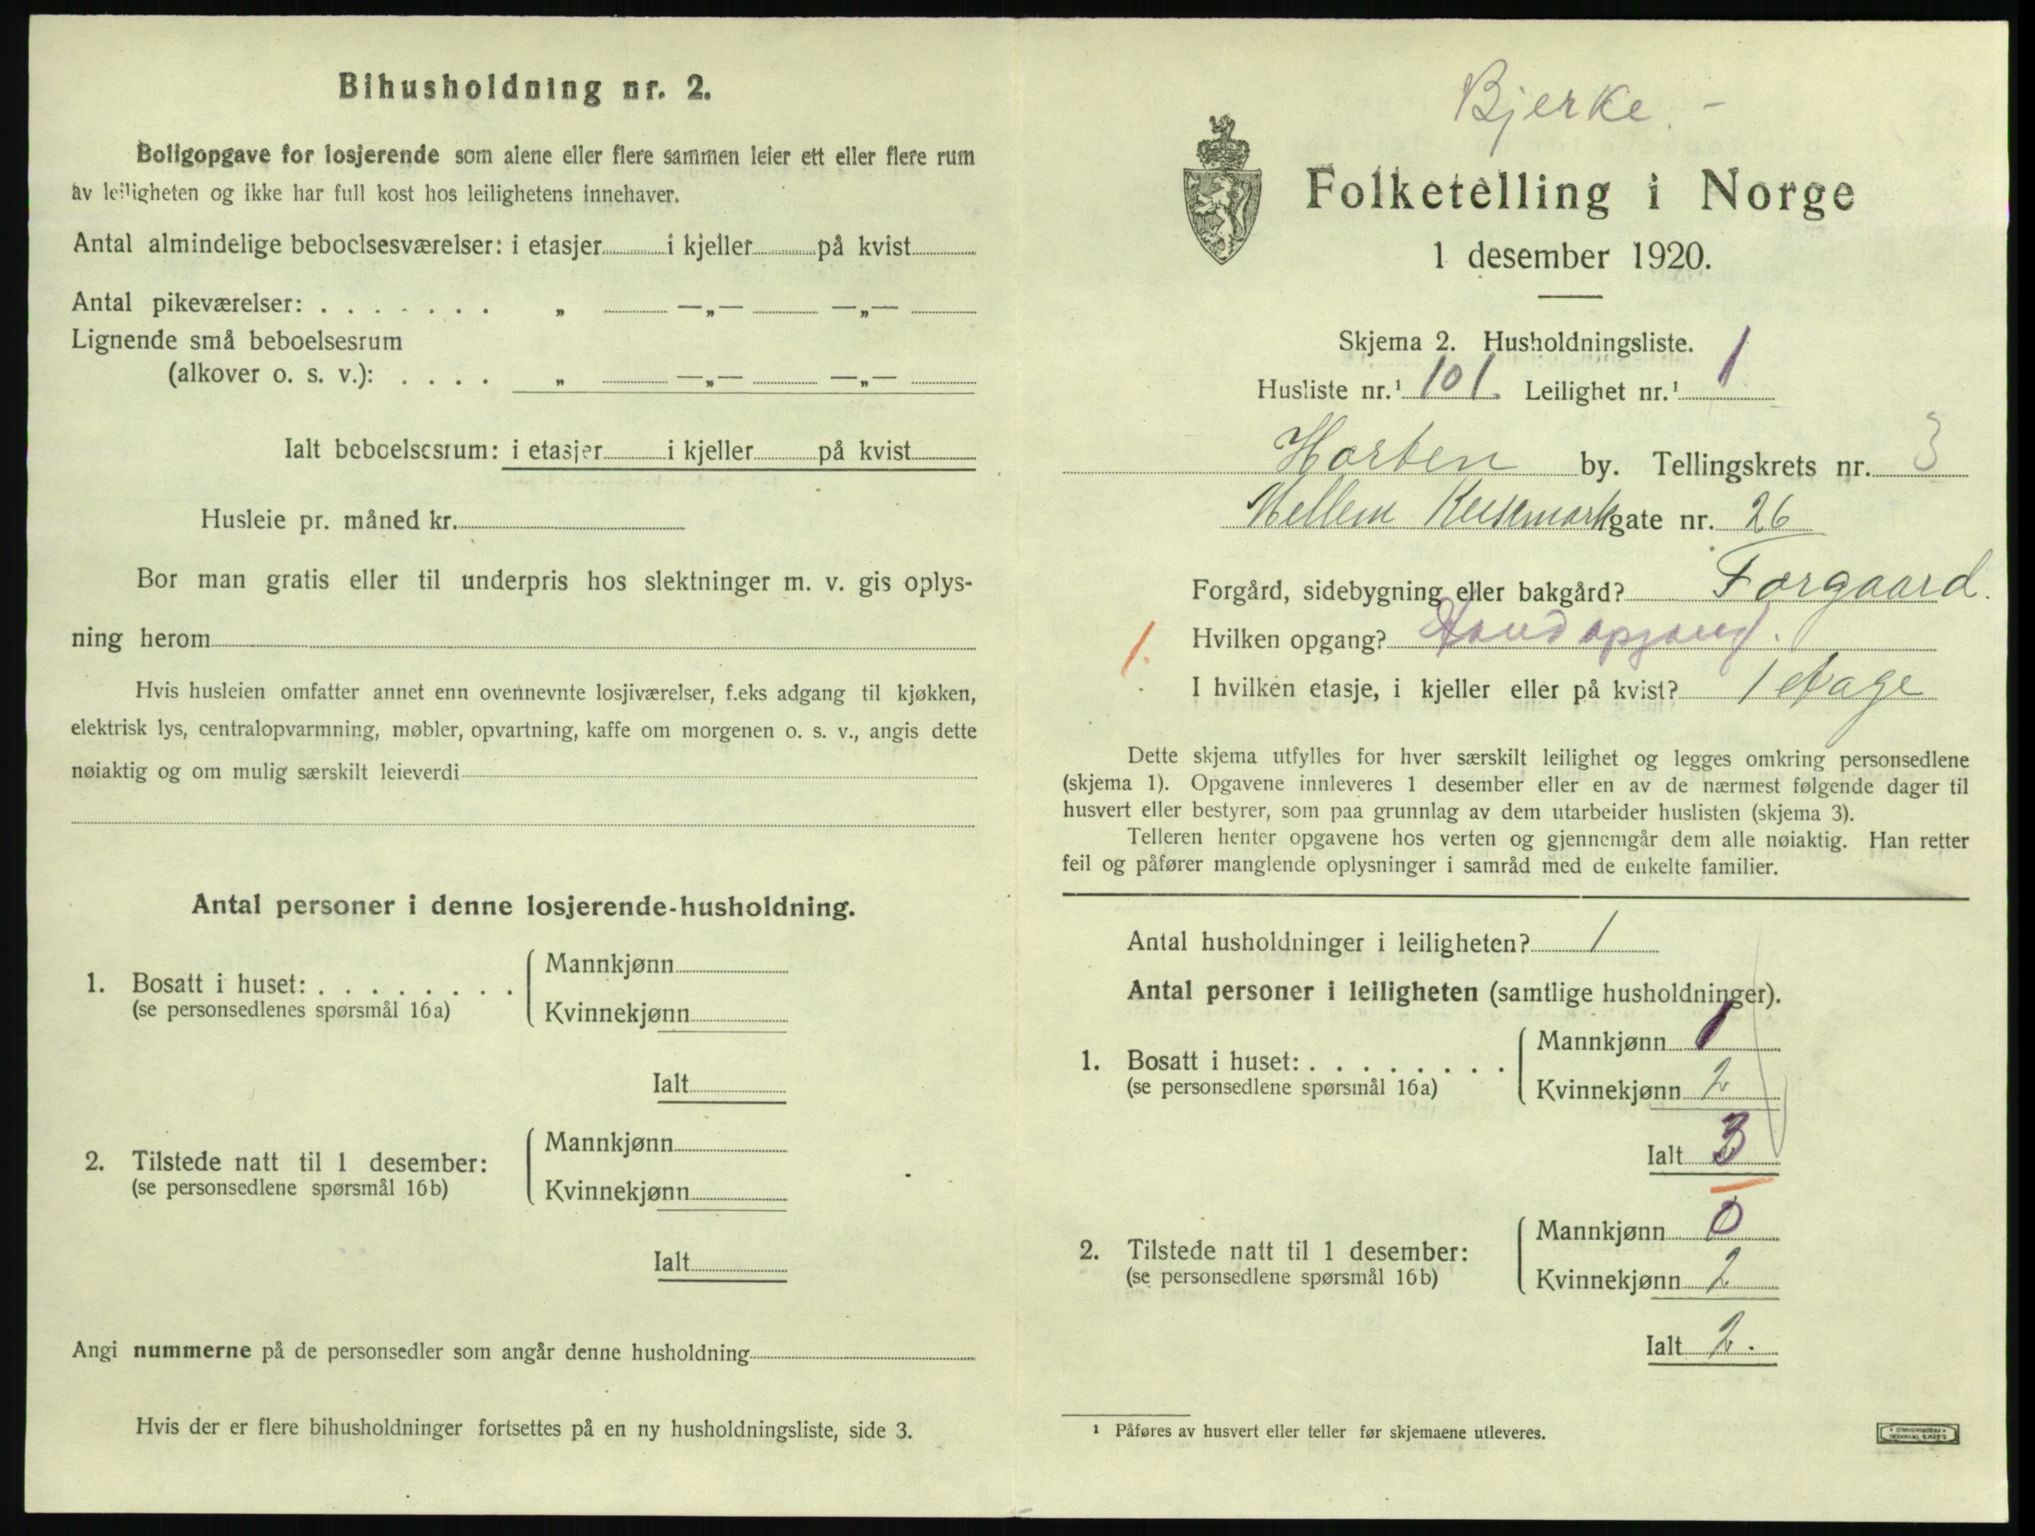 Bihusholdning nr. 2.
Boligopgave for losjerende som alene eller flere sammen leier ett eller flere rum
av leiligheten og ikke har full kost hos leilighetens innehaver.
Antal almindelige beboelsesværelser: i etasjer i kjeller på kvist
Antal pikeværelser: . . . . . . . „ —„— —„—
Lignende små beboelsesrum
(alkover o. s. v.): . . . . „ —„— —„—
Ialt beboelsesrum: i etasjer i kjeller på kvist
Husleie pr. måned kr.
Bor man gratis eller til underpris hos slektninger m. v. gis oplys-
ning herom
Hvis husleien omfatter annet enn ovennevnte losjiværelser, f.eks adgang til kjøkken,
elektrisk lys, centralopvarmning, møbler, opvartning, kaffe om morgenen o. s. v., angis dette
nøiaktig og om mulig særskilt leieverdi
Antal personer i denne losjerende-husholdning.
1. Bosatt i huset: . . . . . . . .
(se personsedlenes spørsmål 16a)
Mannkjønn
Kvinnekjønn
Ialt
2. Tilstede natt til 1 desember:
(se personsedlene spørsmål 16b)
Mannkjønn
Kvinnekjønn
Ialt
Angi nummerne på de personsedler som angår denne husholdning
Hvis der er flere bihusholdninger fortsettes på en ny husholdningsliste, side 3.
Bjerke. –
Folketelling i Norge
1 desember 1920.
Skjema 2. Husholdningsliste.
Husliste nr.¹ 101. Leilighet nr.¹ 1
Horten by. Tellingskrets nr. 3
Mellem gate nr. 26
Forgård, sidebygning eller bakgård? Forgaard.
1. Hvilken opgang?
I hvilken etasje, i kjeller eller på kvist? 1 etage
Dette skjema utfylles for hver særskilt leilighet og legges omkring personsedlene
(skjema 1). Opgavene innleveres 1 desember eller en av de nærmest følgende dager til
husvert eller bestyrer, som paa grunnlag av dem utarbeider huslisten (skjema 3).
Telleren henter opgavene hos verten og gjennemgår dem alle nøiaktig. Han retter
feil og påfører manglende oplysninger i samråd med de enkelte familier.
Antal husholdninger i leiligheten? 1
Antal personer i leiligheten (samtlige husholdninger).
1. Bosatt i huset: . . . . . . . .
(se personsedlene spørsmål 16a)
Mannkjønn 1
Kvinnekjønn 2
Ialt 3
2. Tilstede natt til 1 desember:
(se personsedlene spørsmål 16b)
Mannkjønn 0
Kvinnekjønn 2
Ialt 2.
¹ Påføres av husvert eller teller før skjemaene utleveres.